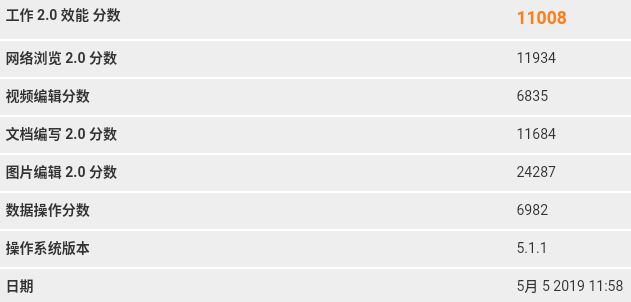 工作 2.0 效能 分数 11008
网络浏览 2.0 分数 11934
视频编辑分数 6835
文档编写 2.0 分数 11684
图片编辑 2.0 分数 24287
数据操作分数 6982
操作系统版本 5.1.1
日期 5月 5 2019 11:58